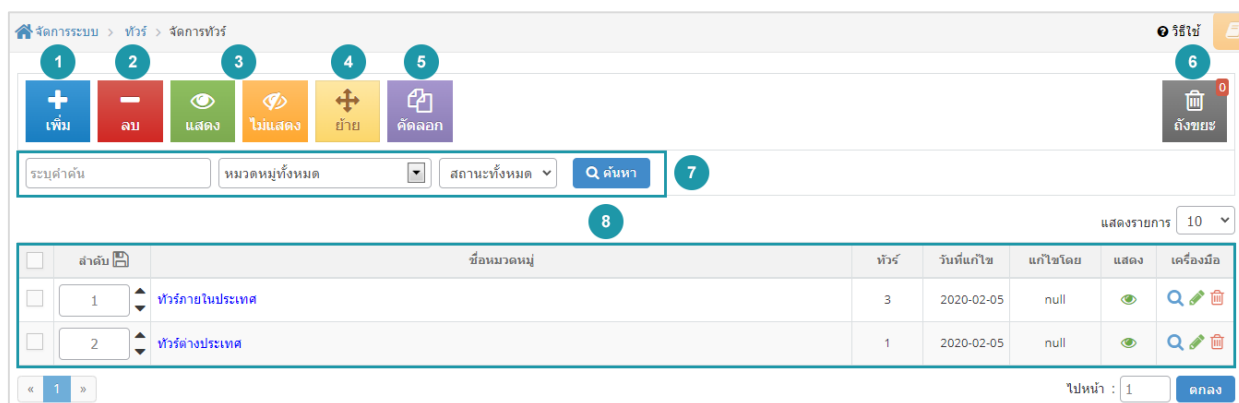 จัดการระบบ > ทัวร์ > จัดการทัวร์
วิธีใช้
1 2 3 4 5 6
เพิ่ม ลบ แสดง ไม่แสดง ย้าย คัดลอก ถังขยะ 0
ระบุคำค้น หมวดหมู่ทั้งหมด สถานะทั้งหมด ค้นหา 7
8
แสดงรายการ 10
ลำดับ ชื่อหมวดหมู่ ทัวร์ วันที่แก้ไข แก้ไขโดย แสดง เครื่องมือ
1 ทัวร์ภายในประเทศ 3 2020-02-05 null
2 ทัวร์ต่างประเทศ 1 2020-02-05 null
« 1 » ไปหน้า : 1 ตกลง